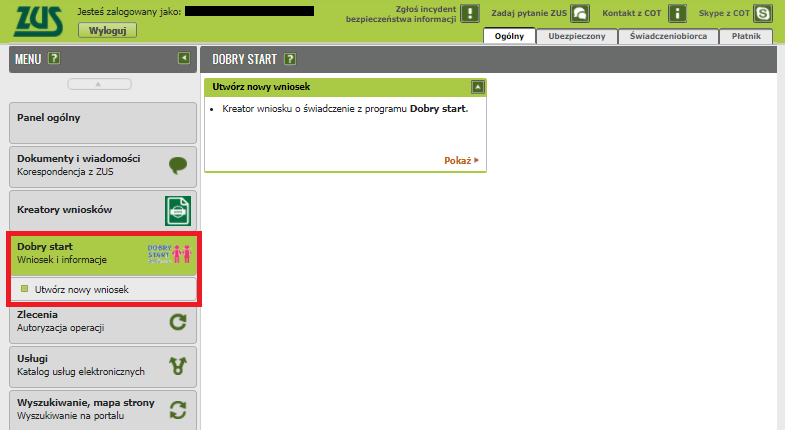 ZUS
Jesteś zalogowany jako:
Wyloguj
Zgłoś incydent
bezpieczeństwa informacji
Zadaj pytanie ZUS
Kontakt z COT
Skype z COT
Ogólny
Ubezpieczony
Świadczeniobiorca
Płatnik
MENU ?
DOBRY START ?
Utwórz nowy wniosek
• Kreator wniosku o świadczenie z programu Dobry start.
Pokaż
Panel ogólny
Dokumenty i wiadomości
Korespondencja z ZUS
Kreatory wniosków
Dobry start
Wniosek i informacje
DOBRY
START
Utwórz nowy wniosek
Zlecenia
Autoryzacja operacji
Usługi
Katalog usług elektronicznych
Wyszukiwanie, mapa strony
Wyszukiwanie na portalu